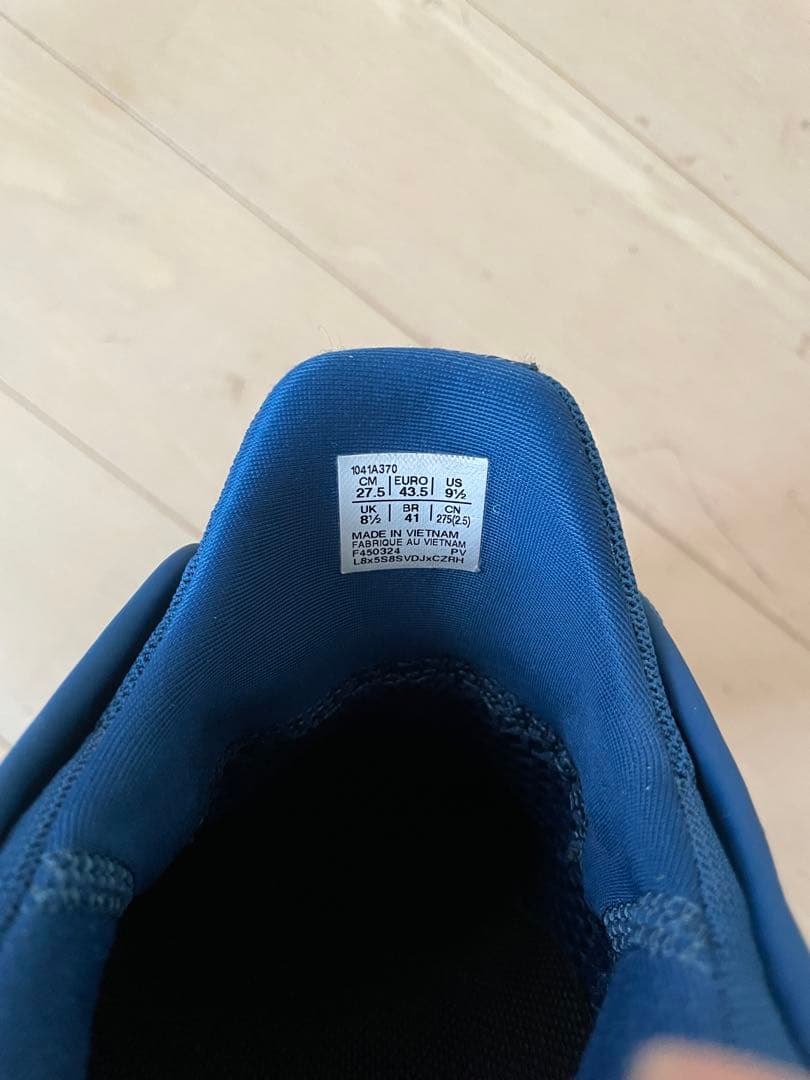 1041A370
CM EURO US
27.5 43.5 9½
UK BR CN
8½ 41 275(2.5)
MADE IN VIETNAM
FABRIQUE AU VIETNAM
F450324 PV
L8x5S8SVDJxCZRH